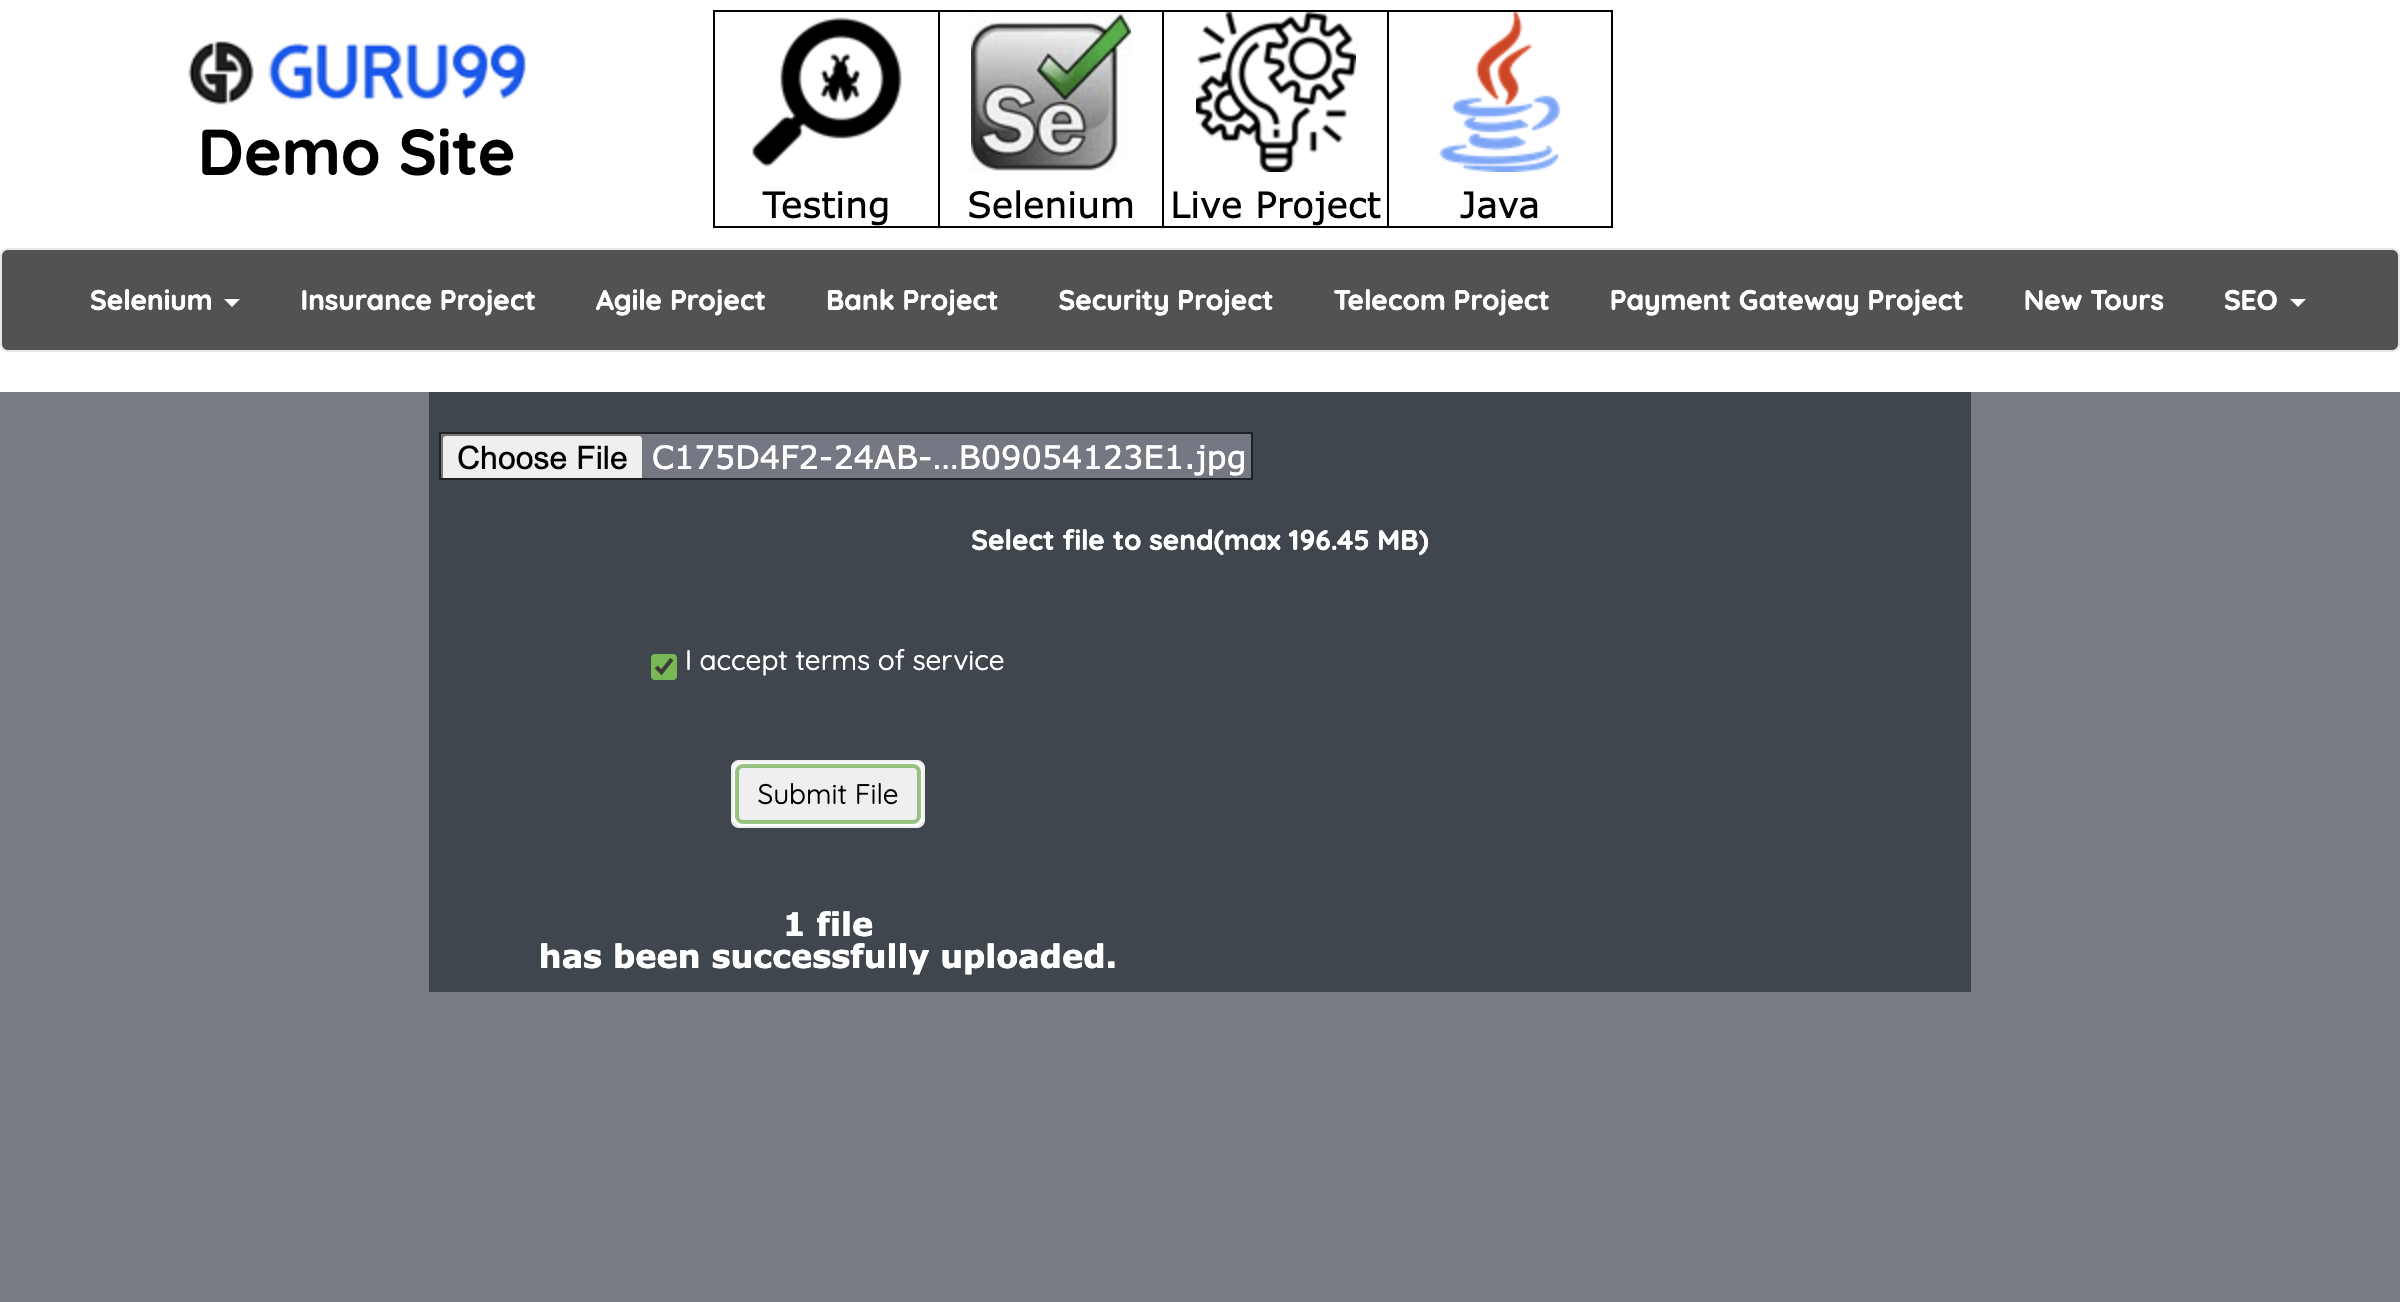 GURU99
Demo Site
Se
Testing Selenium Live Project Java
Selenium Insurance Project Agile Project Bank Project Security Project Telecom Project Payment Gateway Project New Tours SEO
Choose File C175D4F2-24AB-...B09054123E1.jpg
Select file to send(max 196.45 MB)
I accept terms of service
Submit File
1 file
has been successfully uploaded.